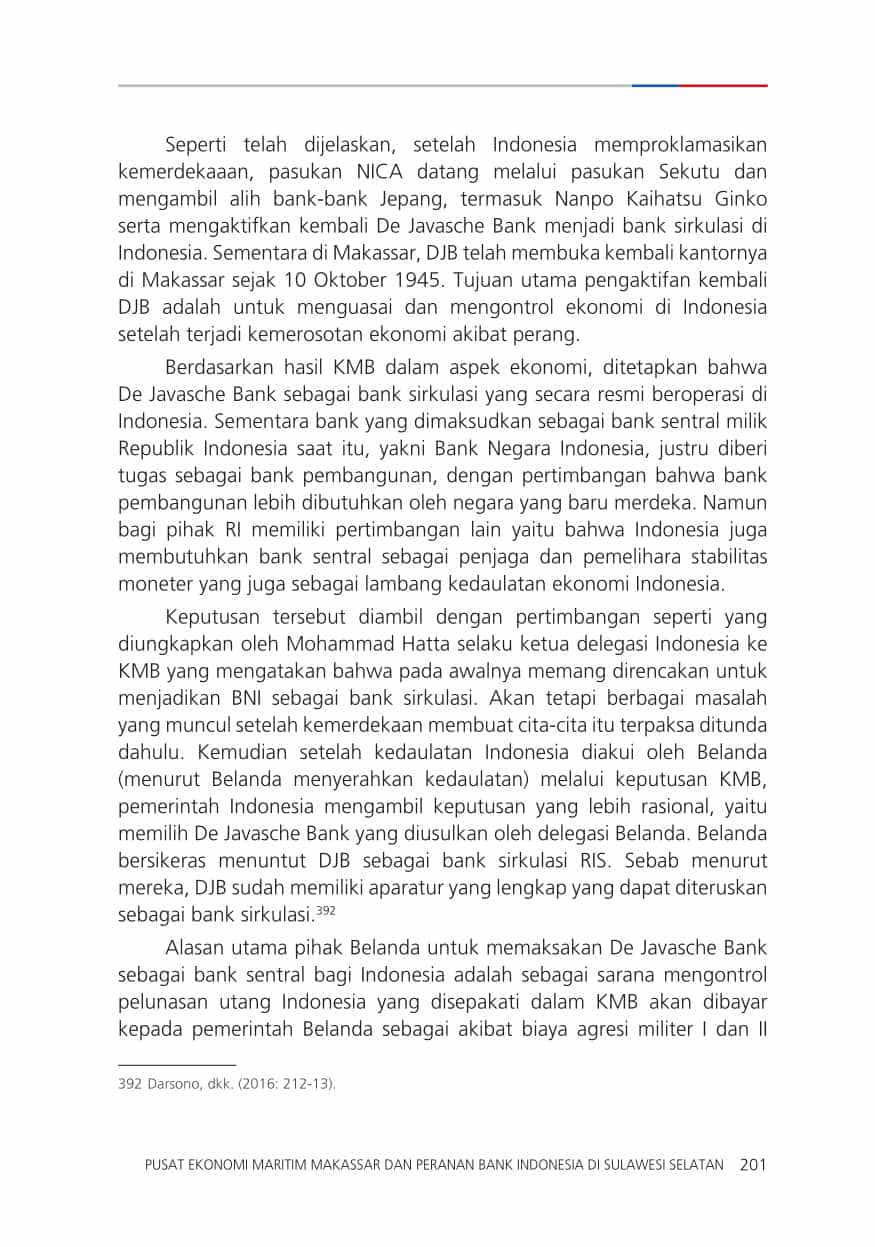 Seperti telah dijelaskan, setelah Indonesia memproklamasikan
kemerdekaaan, pasukan NICA datang melalui pasukan Sekutu dan
mengambil alih bank-bank Jepang, termasuk Nanpo Kaihatsu Ginko
serta mengaktifkan kembali De Javasche Bank menjadi bank sirkulasi di
Indonesia. Sementara di Makassar, DJB telah membuka kembali kantornya
di Makassar sejak 10 Oktober 1945. Tujuan utama pengaktifan kembali
DJB adalah untuk menguasai dan mengontrol ekonomi di Indonesia
setelah terjadi kemerosotan ekonomi akibat perang.
Berdasarkan hasil KMB dalam aspek ekonomi, ditetapkan bahwa
De Javasche Bank sebagai bank sirkulasi yang secara resmi beroperasi di
Indonesia. Sementara bank yang dimaksudkan sebagai bank sentral milik
Republik Indonesia saat itu, yakni Bank Negara Indonesia, justru diberi
tugas sebagai bank pembangunan, dengan pertimbangan bahwa bank
pembangunan lebih dibutuhkan oleh negara yang baru merdeka. Namun
bagi pihak RI memiliki pertimbangan lain yaitu bahwa Indonesia juga
membutuhkan bank sentral sebagai penjaga dan pemelihara stabilitas
moneter yang juga sebagai lambang kedaulatan ekonomi Indonesia.
Keputusan tersebut diambil dengan pertimbangan seperti yang
diungkapkan oleh Mohammad Hatta selaku ketua delegasi Indonesia ke
KMB yang mengatakan bahwa pada awalnya memang direncakan untuk
menjadikan BNI sebagai bank sirkulasi. Akan tetapi berbagai masalah
yang muncul setelah kemerdekaan membuat cita-cita itu terpaksa ditunda
dahulu. Kemudian setelah kedaulatan Indonesia diakui oleh Belanda
(menurut Belanda menyerahkan kedaulatan) melalui keputusan KMB,
pemerintah Indonesia mengambil keputusan yang lebih rasional, yaitu
memilih De Javasche Bank yang diusulkan oleh delegasi Belanda. Belanda
bersikeras menuntut DJB sebagai bank sirkulasi RIS. Sebab menurut
mereka, DJB sudah memiliki aparatur yang lengkap yang dapat diteruskan
sebagai bank sirkulasi.392
Alasan utama pihak Belanda untuk memaksakan De Javasche Bank
sebagai bank sentral bagi Indonesia adalah sebagai sarana mengontrol
pelunasan utang Indonesia yang disepakati dalam KMB akan dibayar
kepada pemerintah Belanda sebagai akibat biaya agresi militer I dan II
392 Darsono, dkk. (2016: 212-13).
PUSAT EKONOMI MARITIM MAKASSAR DAN PERANAN BANK INDONESIA DI SULAWESI SELATAN 201